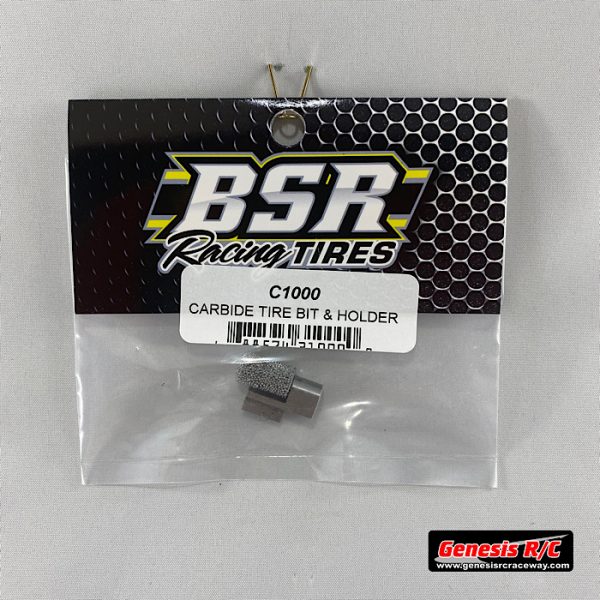 BSR
Racing TIRES
C1000
CARBIDE TIRE BIT & HOLDER
Genesis R/C
www.genesisrcraceway.com